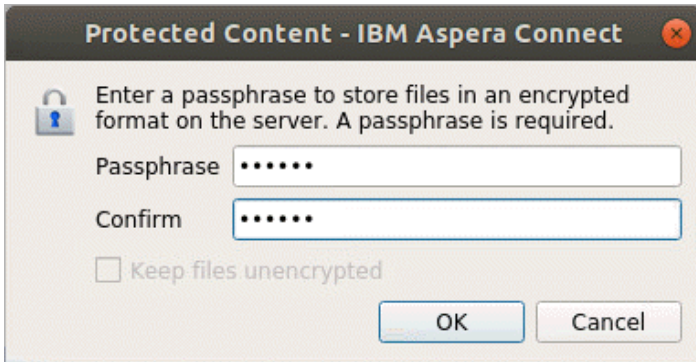 Protected Content - IBM Aspera Connect
Enter a passphrase to store files in an encrypted
format on the server. A passphrase is required.
Passphrase ••••••
Confirm ••••••
Keep files unencrypted
OK Cancel